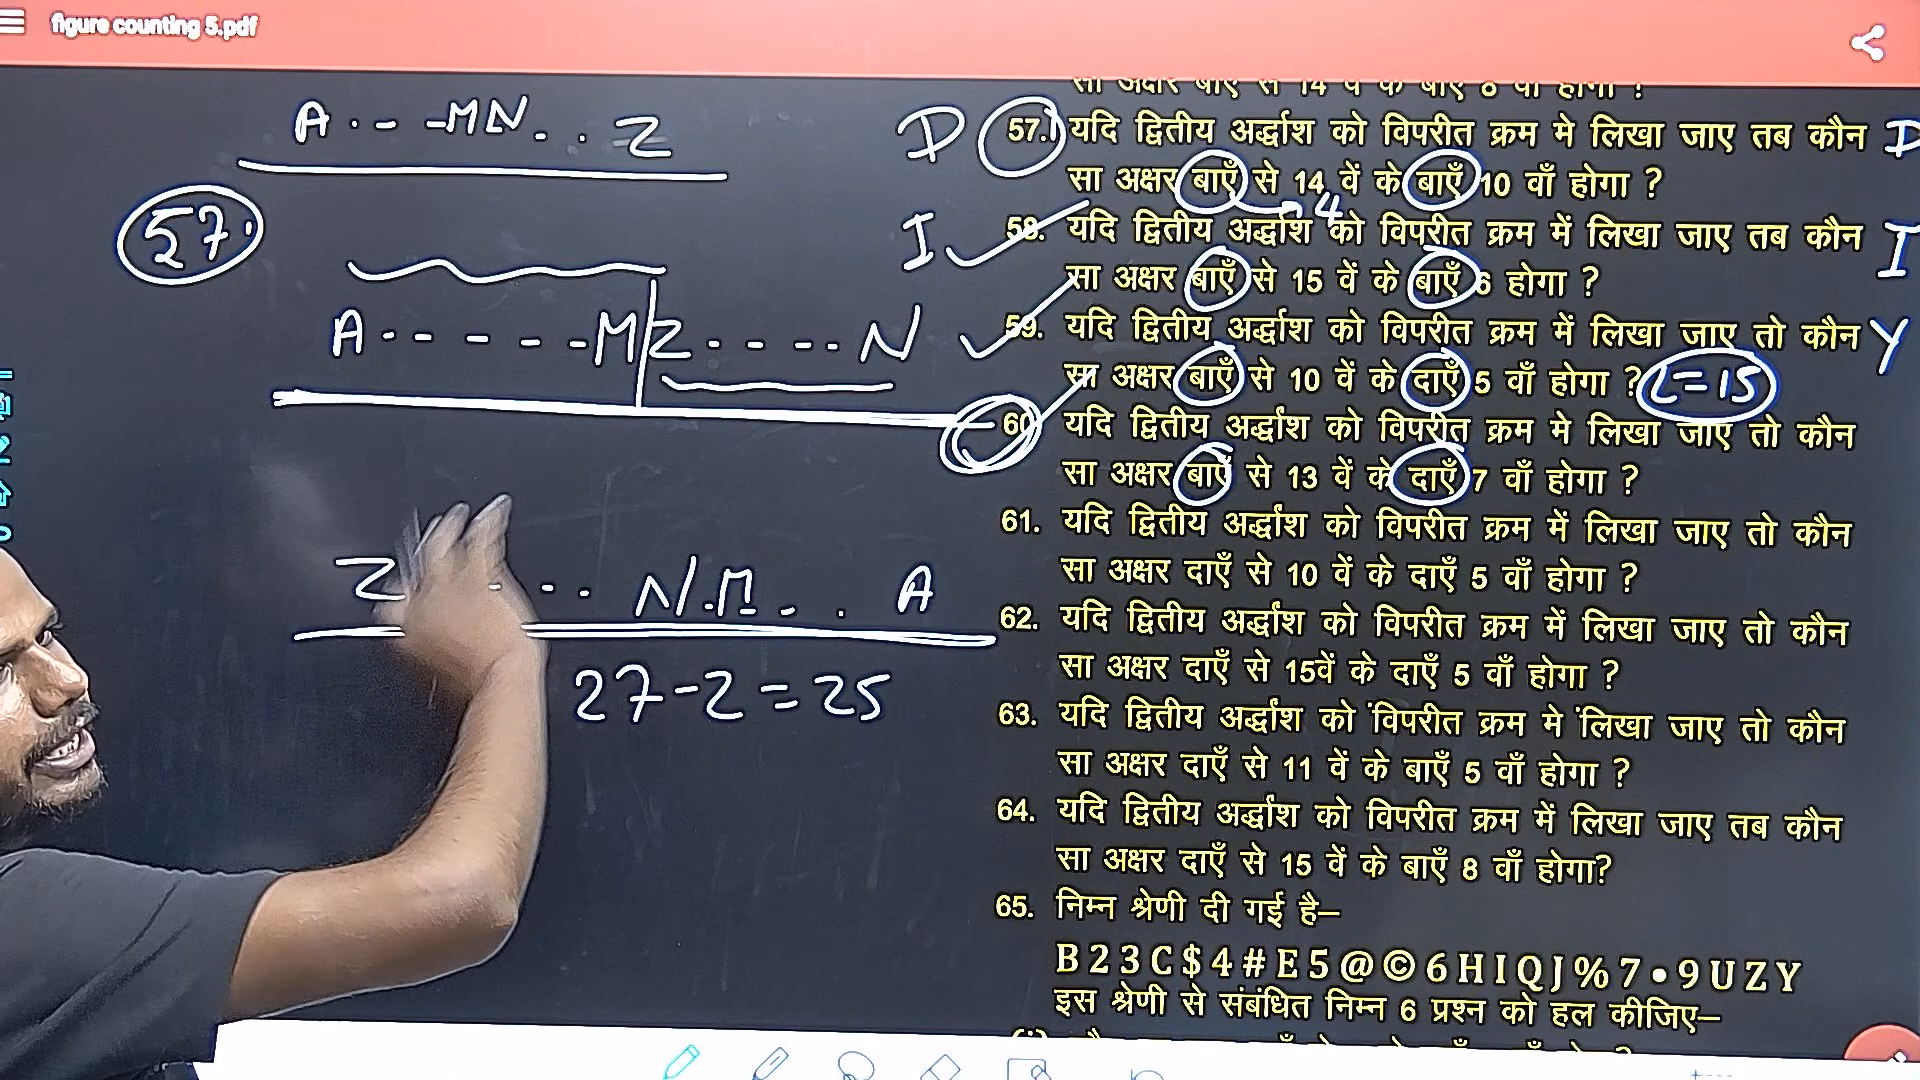 figure counting 5.pdf
A . - - MN . . Z
57.
A - - - - - - M Z - - - - N
Z - . . N . M - . A
27-2=25
D
I
57. यदि द्वितीय अर्द्धाश को विपरीत क्रम मे लिखा जाए तब कौन D
सा अक्षर बाएँ से 14 वें के बाएँ 10 वाँ होगा ?
4
58. यदि द्वितीय अर्द्धाश को विपरीत क्रम में लिखा जाए तब कौन I
सा अक्षर बाएँ से 15 वें के बाएँ 6 होगा ?
59. यदि द्वितीय अर्द्धाश को विपरीत क्रम में लिखा जाए तो कौन Y
सा अक्षर बाएँ से 10 वें के दाएँ 5 वाँ होगा ? L=15
60 यदि द्वितीय अर्द्धांश को विपरीत क्रम मे लिखा जाए तो कौन
सा अक्षर बाएँ से 13 वें के दाएँ 7 वाँ होगा ?
61. यदि द्वितीय अर्द्धांश को विपरीत क्रम में लिखा जाए तो कौन
सा अक्षर दाएँ से 10 वें के दाएँ 5 वाँ होगा ?
62. यदि द्वितीय अर्द्धांश को विपरीत क्रम में लिखा जाए तो कौन
सा अक्षर दाएँ से 15वें के दाएँ 5 वाँ होगा ?
63. यदि द्वितीय अर्द्धांश को विपरीत क्रम मे लिखा जाए तो कौन
सा अक्षर दाएँ से 11 वें के बाएँ 5 वाँ होगा ?
64. यदि द्वितीय अर्द्धांश को विपरीत क्रम में लिखा जाए तब कौन
सा अक्षर दाएँ से 15 वें के बाएँ 8 वाँ होगा?
65. निम्न श्रेणी दी गई है–
B 2 3 C $ 4 # E 5 @ © 6 H I Q J % 7 • 9 U Z Y
इस श्रेणी से संबंधित निम्न 6 प्रश्न को हल कीजिए–